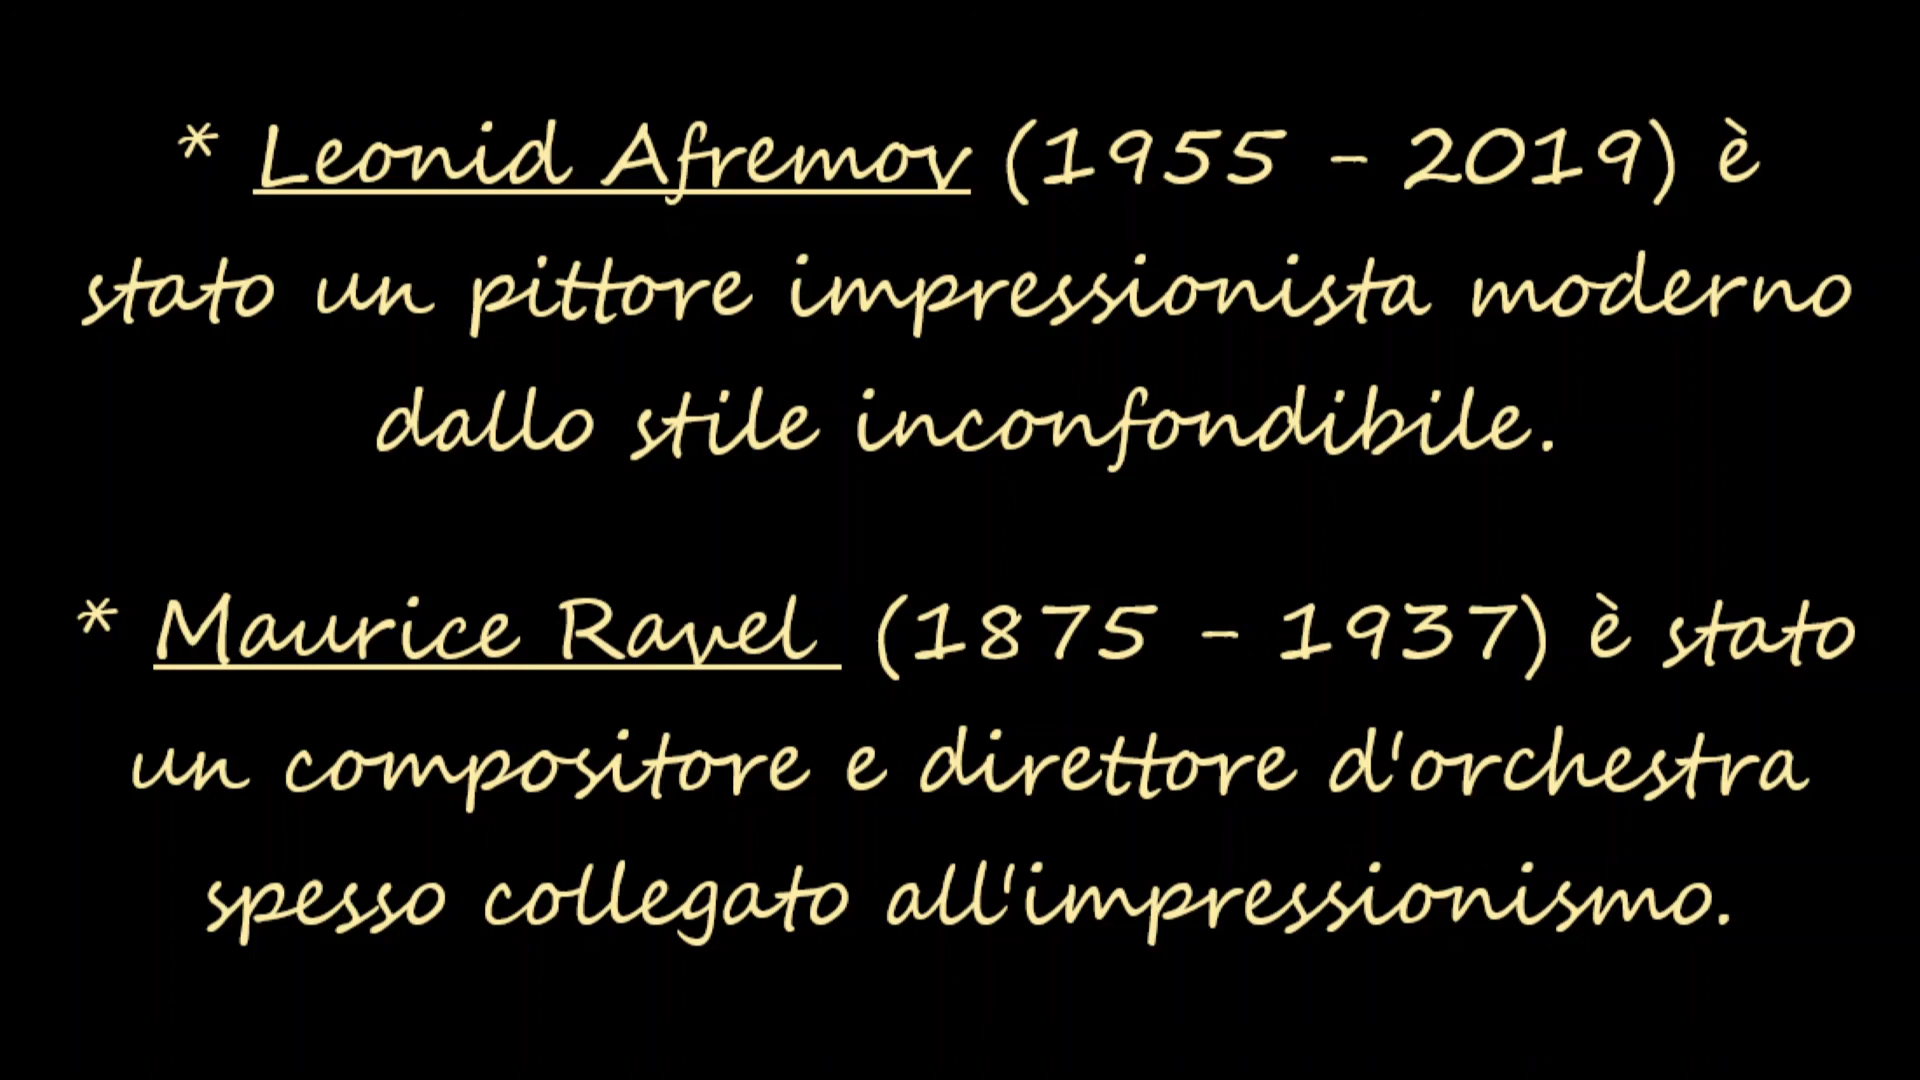 * Leonid Afremov (1955 - 2019) è
stato un pittore impressionista moderno
dallo stile inconfondibile.
* Maurice Ravel (1875 - 1937) è stato
un compositore e direttore d'orchestra
spesso collegato all'impressionismo.